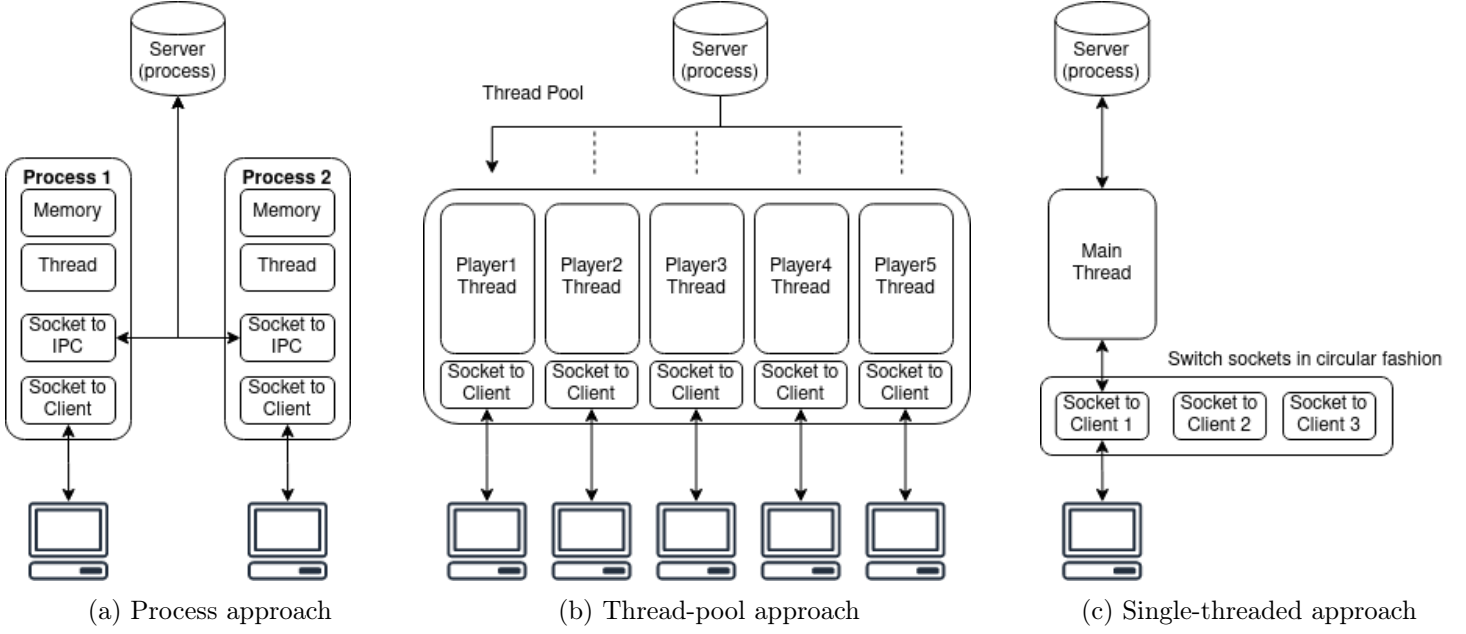 Server
(process)
Process 1
Memory
Thread
Socket to
IPC
Socket to
Client
Process 2
Memory
Thread
Socket to
IPC
Socket to
Client
(a) Process approach
Server
(process)
Thread Pool
Player1
Thread
Player2
Thread
Player3
Thread
Player4
Thread
Player5
Thread
Socket to
Client
Socket to
Client
Socket to
Client
Socket to
Client
Socket to
Client
(b) Thread-pool approach
Server
(process)
Main
Thread
Switch sockets in circular fashion
Socket to
Client 1
Socket to
Client 2
Socket to
Client 3
(c) Single-threaded approach